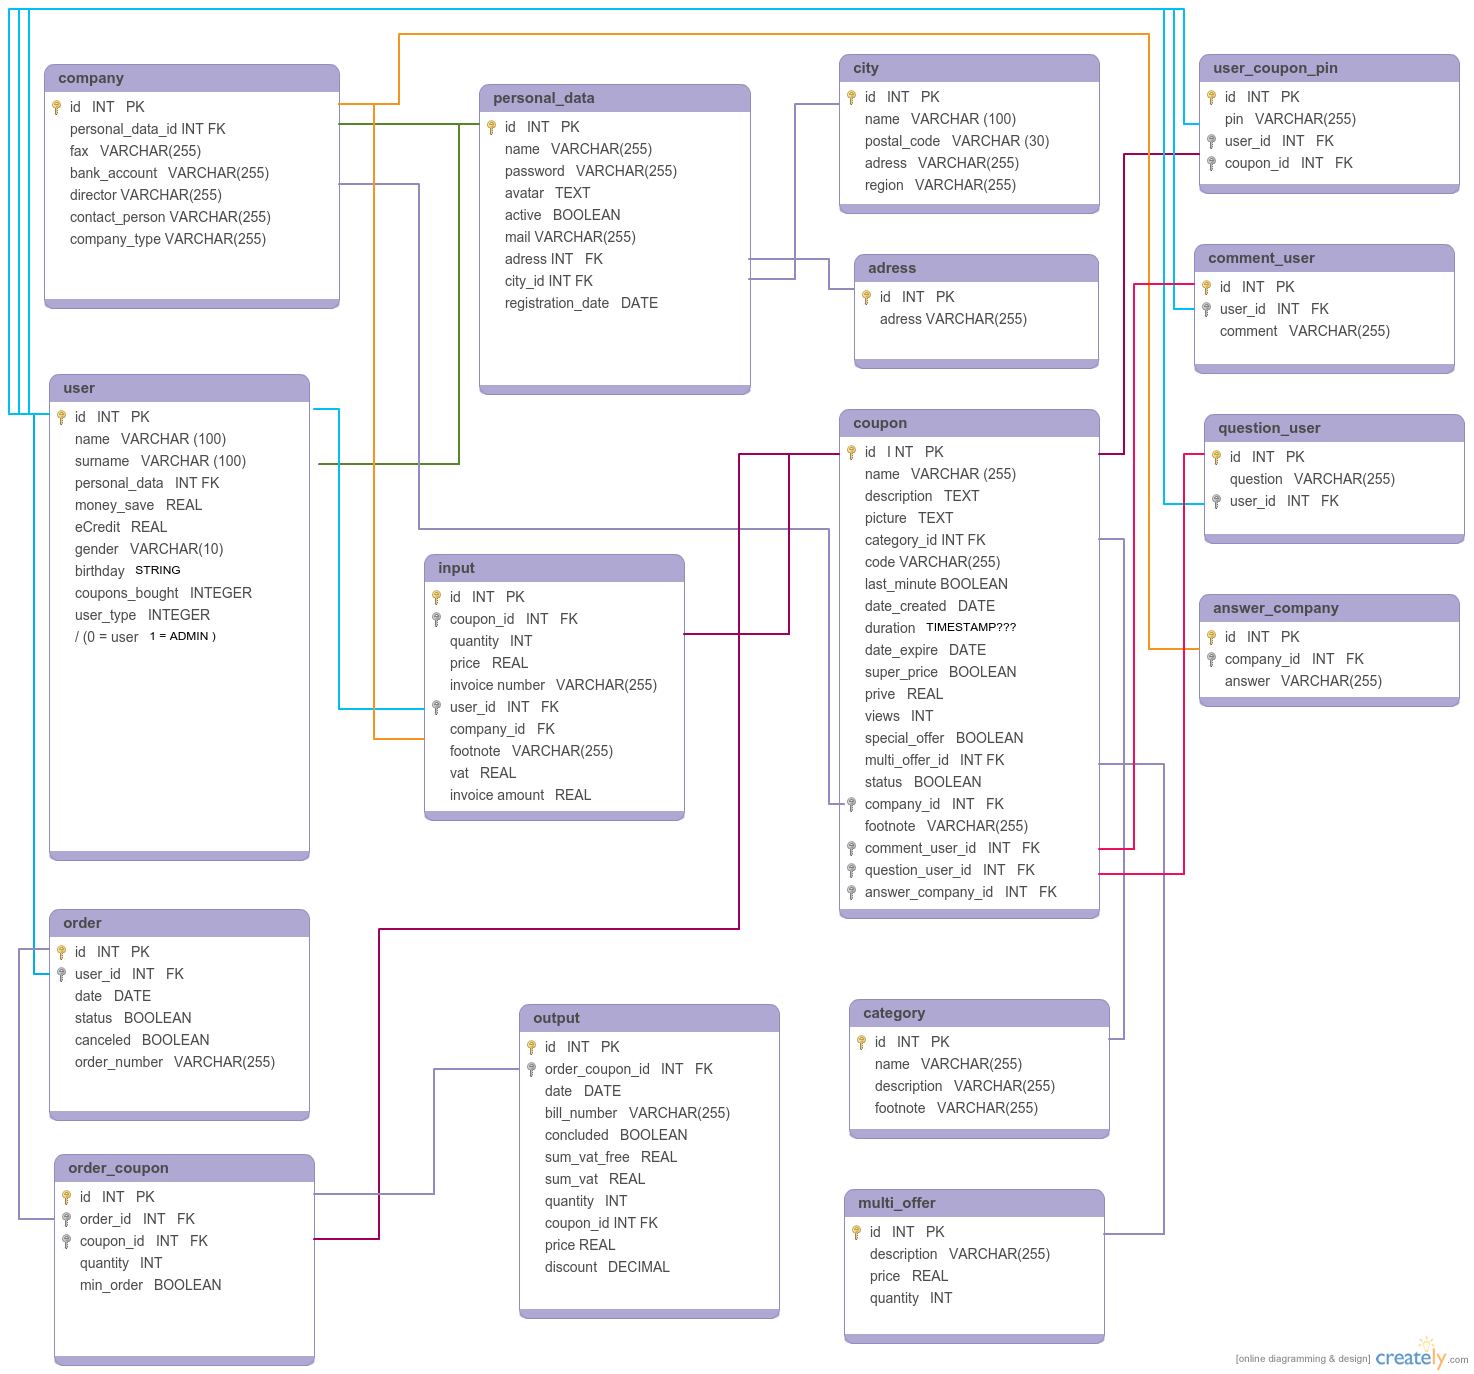 company
id INT PK
personal_data_id INT FK
fax VARCHAR(255)
bank_account VARCHAR(255)
director VARCHAR(255)
contact_person VARCHAR(255)
company_type VARCHAR(255)
personal_data
id INT PK
name VARCHAR(255)
password VARCHAR(255)
avatar TEXT
active BOOLEAN
mail VARCHAR(255)
adress INT FK
city_id INT FK
registration_date DATE
city
id INT PK
name VARCHAR (100)
postal_code VARCHAR (30)
adress VARCHAR(255)
region VARCHAR(255)
user_coupon_pin
id INT PK
pin VARCHAR(255)
user_id INT FK
coupon_id INT FK
adress
id INT PK
adress VARCHAR(255)
comment_user
id INT PK
user_id INT FK
comment VARCHAR(255)
user
id INT PK
name VARCHAR (100)
surname VARCHAR (100)
personal_data INT FK
money_save REAL
eCredit REAL
gender VARCHAR(10)
birthday STRING
coupons_bought INTEGER
user_type INTEGER
/ (0 = user 1 = ADMIN )
input
id INT PK
coupon_id INT FK
quantity INT
price REAL
invoice number VARCHAR(255)
user_id INT FK
company_id FK
footnote VARCHAR(255)
vat REAL
invoice amount REAL
coupon
id I NT PK
name VARCHAR (255)
description TEXT
picture TEXT
category_id INT FK
code VARCHAR(255)
last_minute BOOLEAN
date_created DATE
duration TIMESTAMP???
date_expire DATE
super_price BOOLEAN
prive REAL
views INT
special_offer BOOLEAN
multi_offer_id INT FK
status BOOLEAN
company_id INT FK
footnote VARCHAR(255)
comment_user_id INT FK
question_user_id INT FK
answer_company_id INT FK
question_user
id INT PK
question VARCHAR(255)
user_id INT FK
answer_company
id INT PK
company_id INT FK
answer VARCHAR(255)
order
id INT PK
user_id INT FK
date DATE
status BOOLEAN
canceled BOOLEAN
order_number VARCHAR(255)
order_coupon
id INT PK
order_id INT FK
coupon_id INT FK
quantity INT
min_order BOOLEAN
output
id INT PK
order_coupon_id INT FK
date DATE
bill_number VARCHAR(255)
concluded BOOLEAN
sum_vat_free REAL
sum_vat REAL
quantity INT
coupon_id INT FK
price REAL
discount DECIMAL
category
id INT PK
name VARCHAR(255)
description VARCHAR(255)
footnote VARCHAR(255)
multi_offer
id INT PK
description VARCHAR(255)
price REAL
quantity INT
[online diagramming & design] creately.com